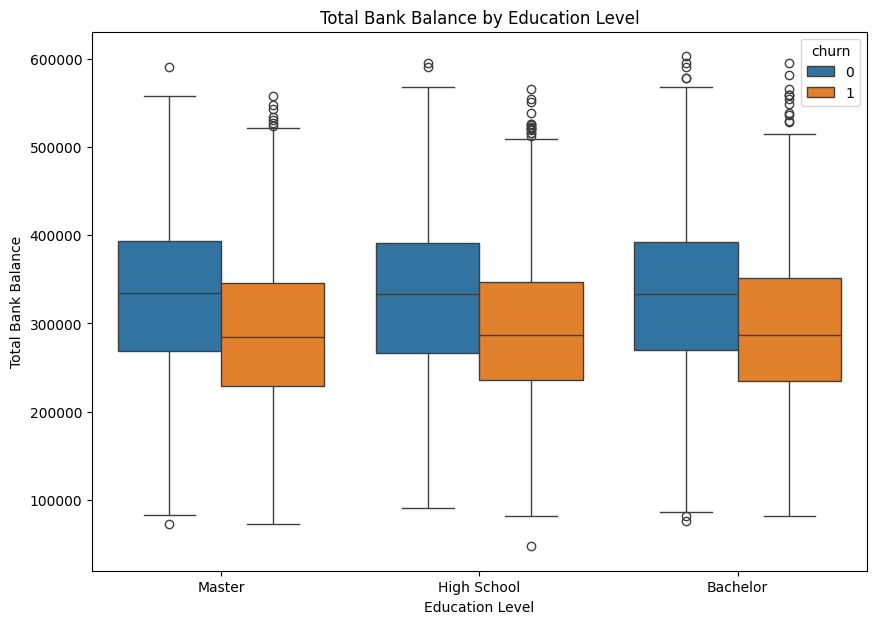 Total Bank Balance by Education Level
churn
0
1
600000
500000
400000
300000
200000
100000
Total Bank Balance
Master
High School
Bachelor
Education Level